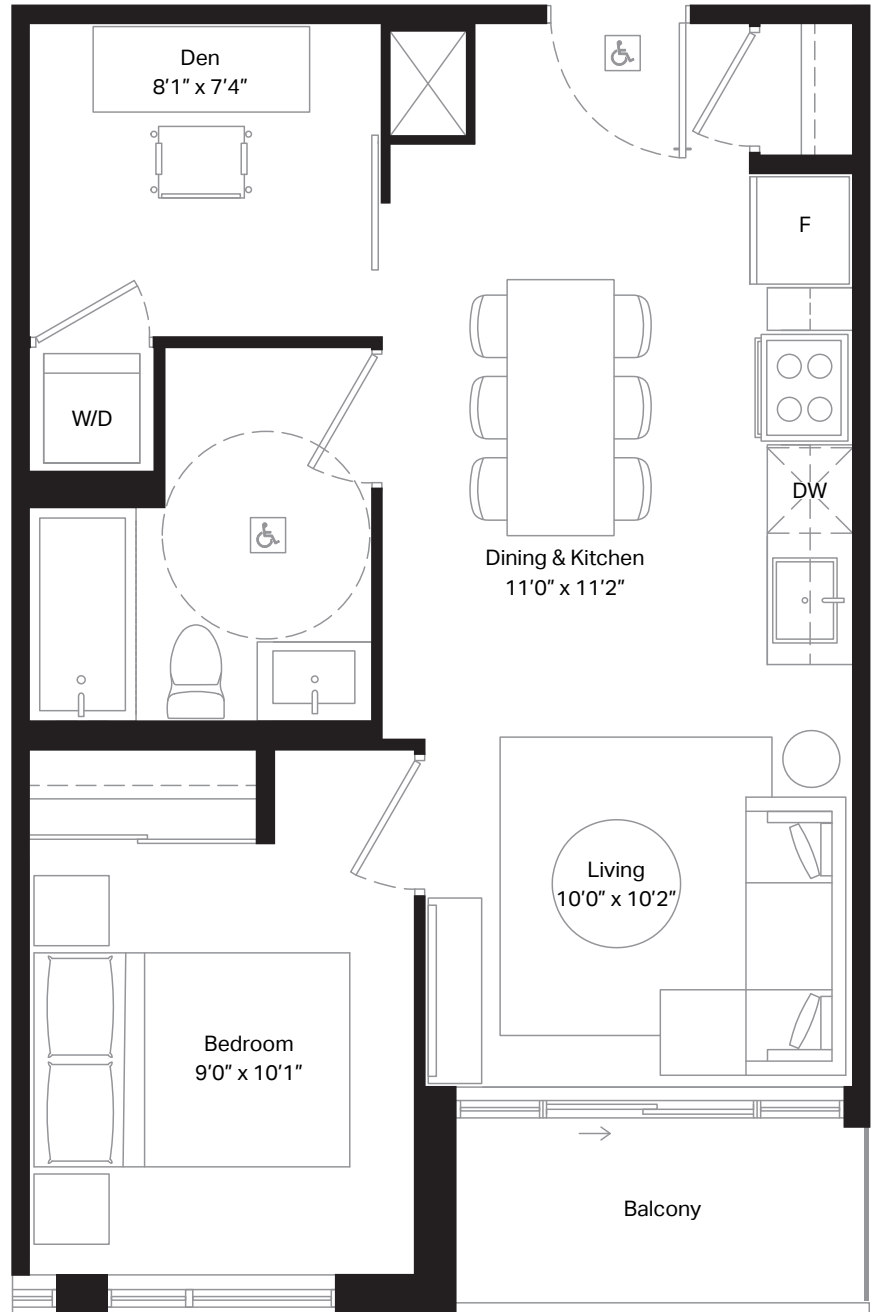 Den
8′1″ x 7′4″
F
W/D
DW
Dining & Kitchen
11′0″ x 11′2″
Living
10′0″ x 10′2″
Bedroom
9′0″ x 10′1″
Balcony